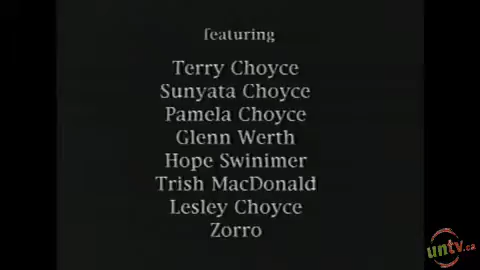 featuring
Terry Choyce
Sunyata Choyce
Pamela Choyce
Glenn Werth
Hope Swinimer
Trish MacDonald
Lesley Choyce
Zorro
untv.ca